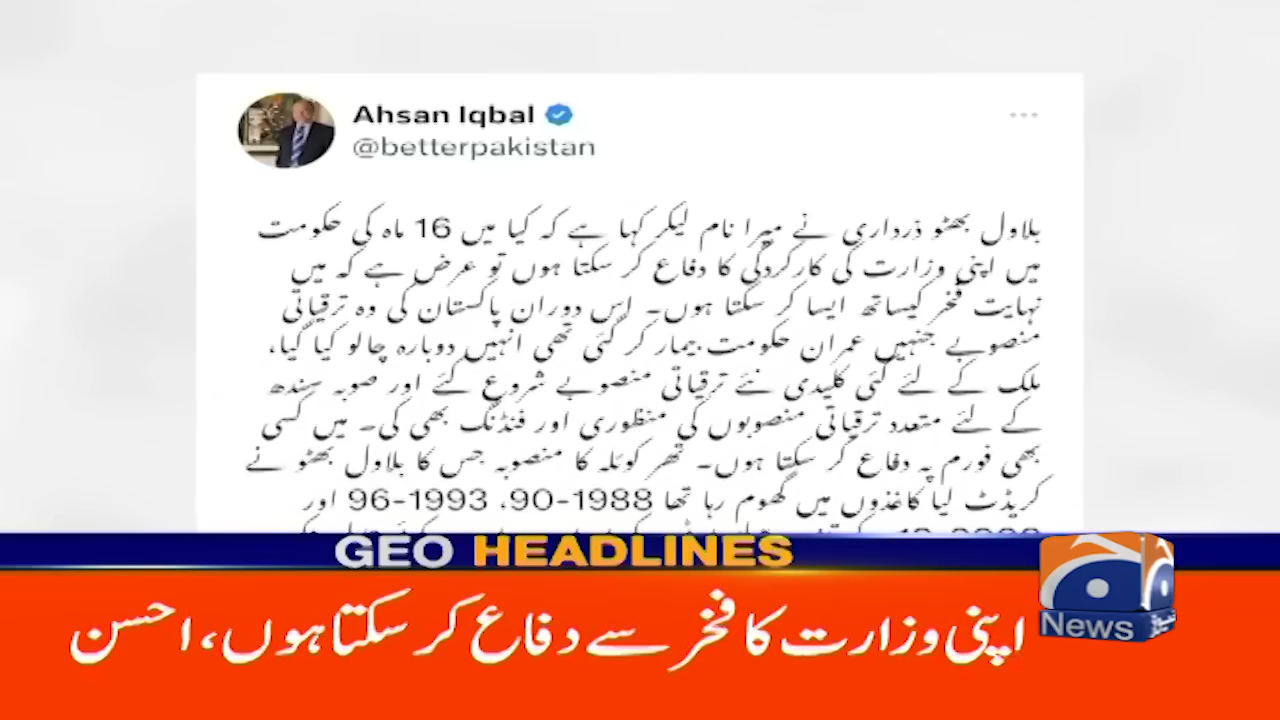 Ahsan Iqbal
@betterpakistan
بلاول بھٹو ذرداری نے میرا نام لیکر کہا ہے کہ کیا میں 16 ماہ کی حکومت
میں اپنی وزارت کی کارکردگی کا دفاع کر سکتا ہوں تو عرض ہے کہ میں
نہایت فخر کیساتھ ایسا کر سکتا ہوں۔ اس دوران پاکستان کی وہ ترقیاتی
منصوبے جنہیں عمران حکومت بیمار کر گئی تھی انہیں دوبارہ چالو کیا گیا،
ملک کے لئے کئی کلیدی نئے ترقیاتی منصوبے شروع کئے اور صوبہ سندھ
کے لئے متعدد ترقیاتی منصوبوں کی منظوری اور فنڈنگ بھی کی۔ میں کسی
بھی فورم پہ دفاع کر سکتا ہوں۔ تھر کوئلہ کا منصوبہ جس کا بلاول بھٹو نے
کریڈٹ لیا کاغذوں میں گھوم رہا تھا 1988-90، 1993-96 اور
GEO HEADLINES
اپنی وزارت کا فخر سے دفاع کر سکتا ہوں، احسن
News
نیوز